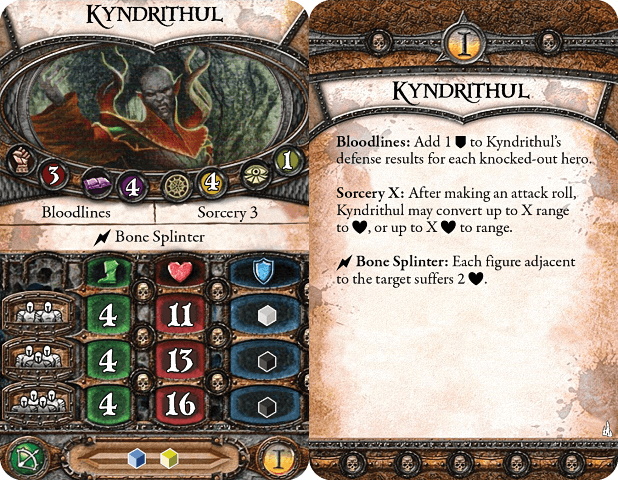 KYNDRITHUL
3
4
4
1
Bloodlines
Sorcery 3
Bone Splinter
4 11
4 13
4 16
I
I
KYNDRITHUL
Bloodlines: Add 1 to Kyndrithul's
defense results for each knocked-out hero.
Sorcery X: After making an attack roll,
Kyndrithul may convert up to X range
to , or up to X to range.
Bone Splinter: Each figure adjacent
to the target suffers 2 .